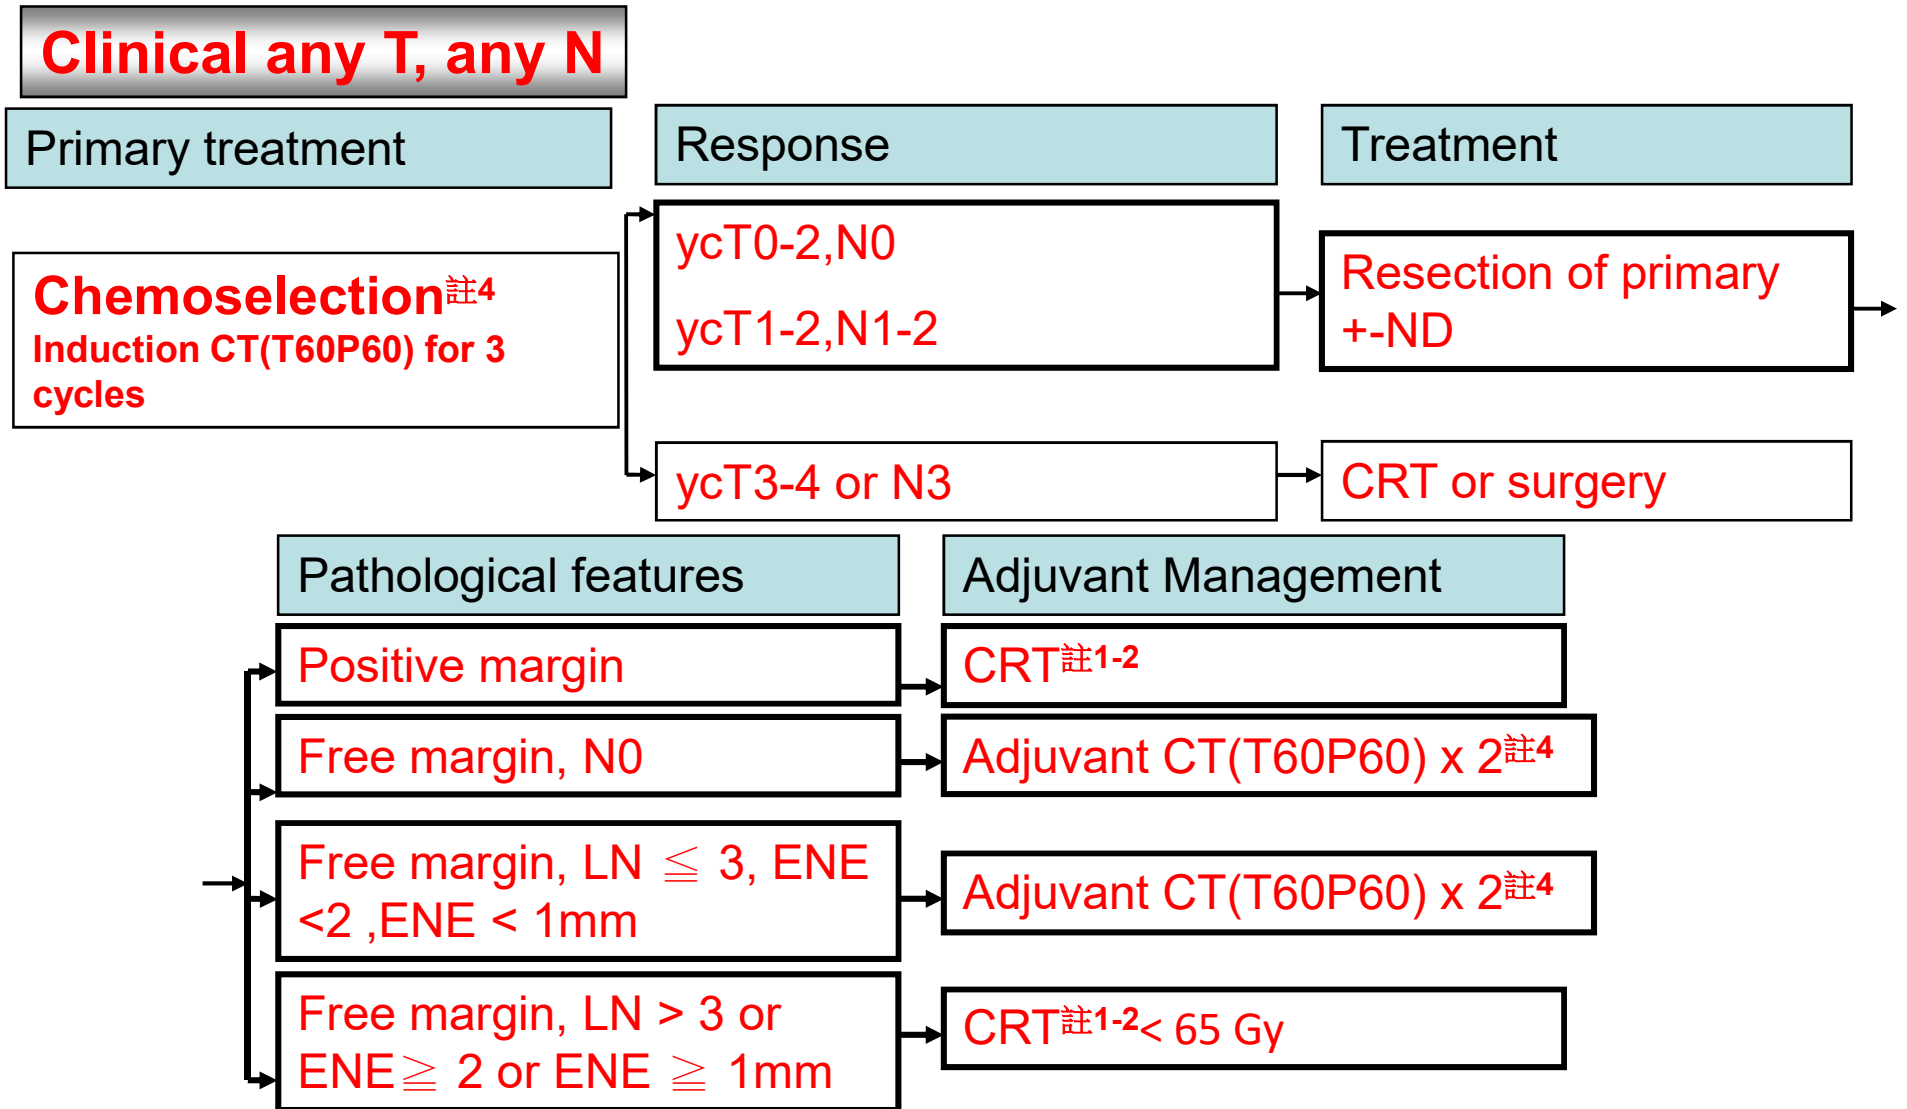 Clinical any T, any N
Primary treatment
Response
Treatment
Chemoselection註4
Induction CT(T60P60) for 3
cycles
ycT0-2,N0
ycT1-2,N1-2
Resection of primary
+-ND
ycT3-4 or N3
CRT or surgery
Pathological features
Adjuvant Management
Positive margin
CRT註1-2
Free margin, N0
Adjuvant CT(T60P60) x 2註4
Free margin, LN ≦ 3, ENE
<2 ,ENE < 1mm
Adjuvant CT(T60P60) x 2註4
Free margin, LN > 3 or
ENE≧ 2 or ENE ≧ 1mm
CRT註1-2< 65 Gy